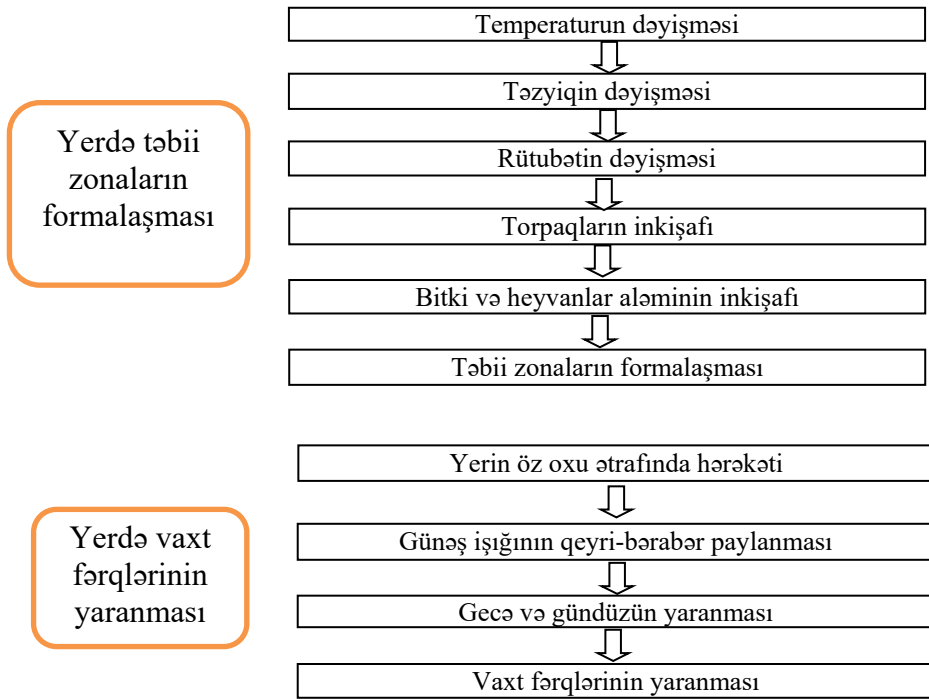 Yerdə təbii
zonaların
formalaşması
Temperaturun dəyişməsi
Təzyiqin dəyişməsi
Rütubətin dəyişməsi
Torpaqların inkişafı
Bitki və heyvanlar aləminin inkişafı
Təbii zonaların formalaşması
Yerdə vaxt
fərqlərinin
yaranması
Yerin öz oxu ətrafında hərəkəti
Günəş işığının qeyri-bərabər paylanması
Gecə və gündüzün yaranması
Vaxt fərqlərinin yaranması